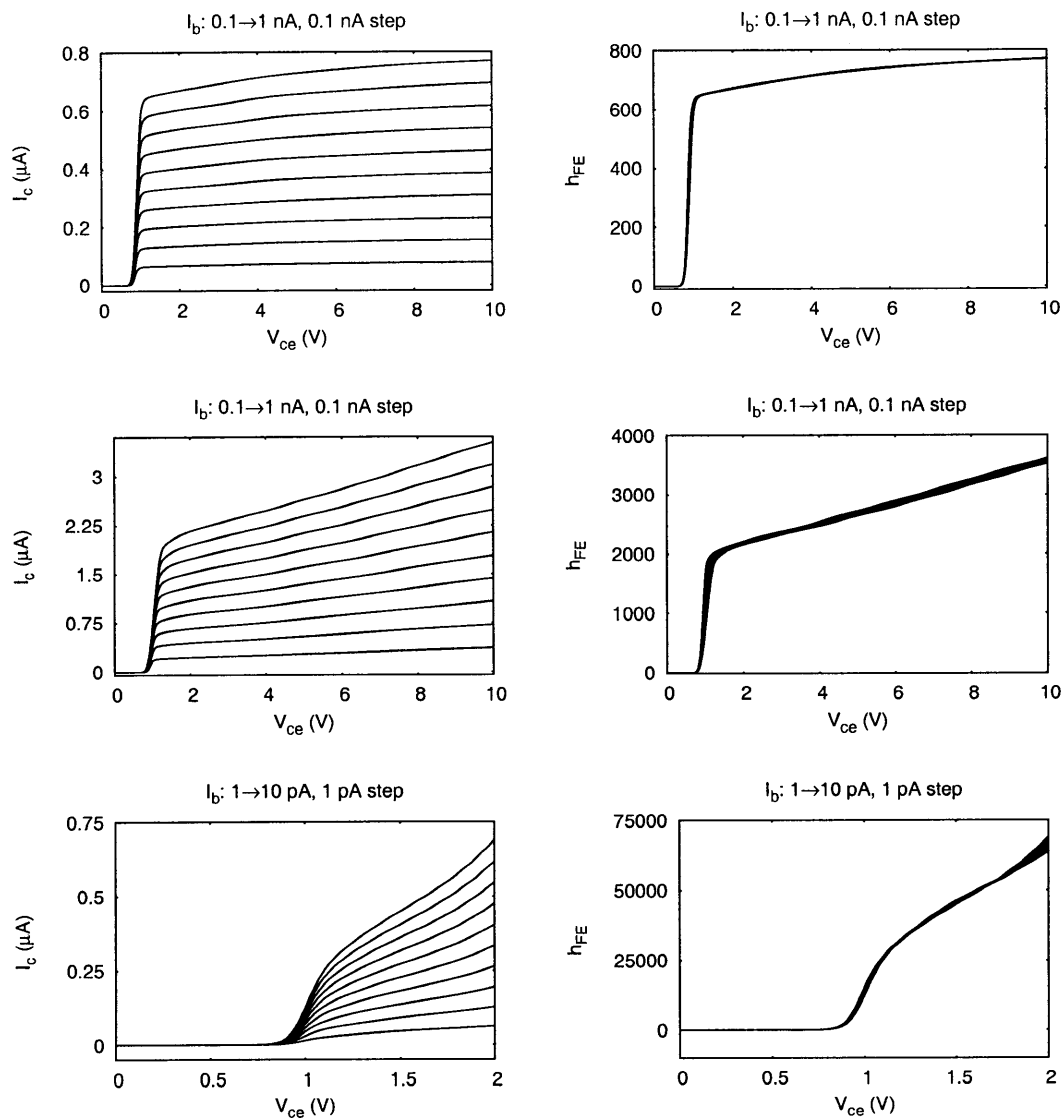 I_b: 0.1→1 nA, 0.1 nA step
0.8
0.6
0.4
0.2
0
I_c (μA)
0 2 4 6 8 10
V_ce (V)
I_b: 0.1→1 nA, 0.1 nA step
800
600
400
200
0
h_FE
0 2 4 6 8 10
V_ce (V)
I_b: 0.1→1 nA, 0.1 nA step
3
2.25
1.5
0.75
0
I_c (μA)
0 2 4 6 8 10
V_ce (V)
I_b: 0.1→1 nA, 0.1 nA step
4000
3000
2000
1000
0
h_FE
0 2 4 6 8 10
V_ce (V)
I_b: 1→10 pA, 1 pA step
0.75
0.5
0.25
0
I_c (μA)
0 0.5 1 1.5 2
V_ce (V)
I_b: 1→10 pA, 1 pA step
75000
50000
25000
0
h_FE
0 0.5 1 1.5 2
V_ce (V)